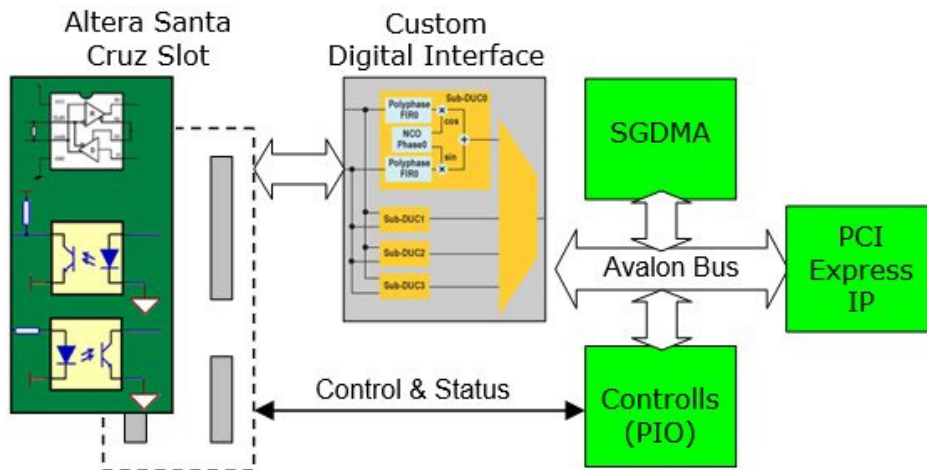 Altera Santa
Cruz Slot
Custom
Digital Interface
Polyphase
FIR0
Sub-DUC0
cos
NCO
Phase0
sin
Polyphase
FIR0
Sub-DUC1
Sub-DUC2
Sub-DUC3
SGDMA
Avalon Bus
PCI
Express
IP
Control & Status
Controlls
(PIO)